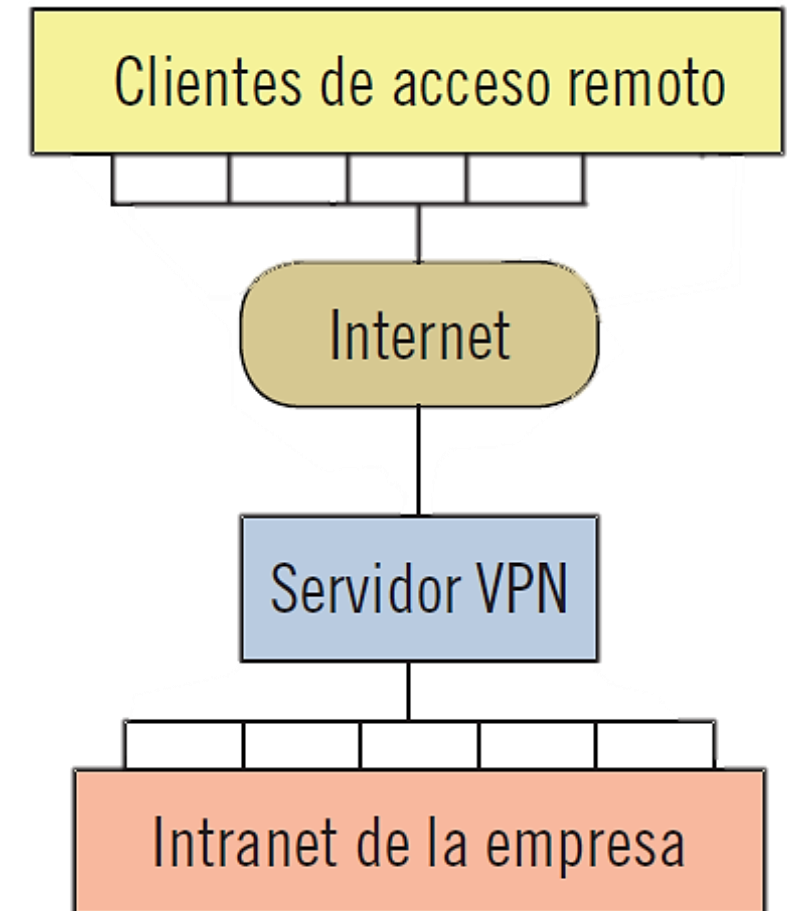 Clientes de acceso remoto
Internet
Servidor VPN
Intranet de la empresa